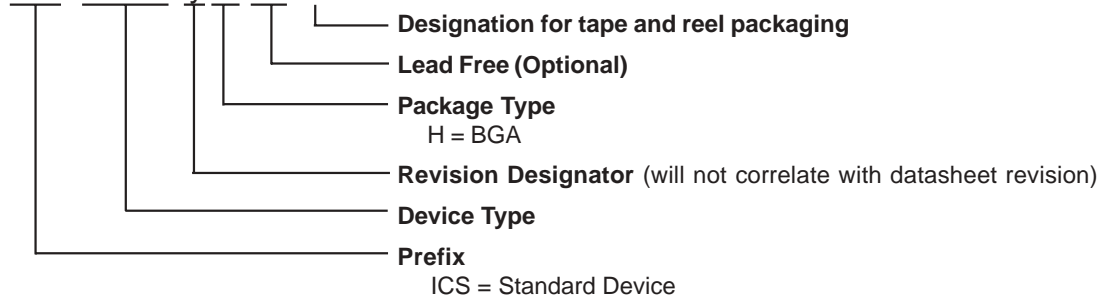 Designation for tape and reel packaging
Lead Free (Optional)
Package Type
H = BGA
Revision Designator (will not correlate with datasheet revision)
Device Type
Prefix
ICS = Standard Device